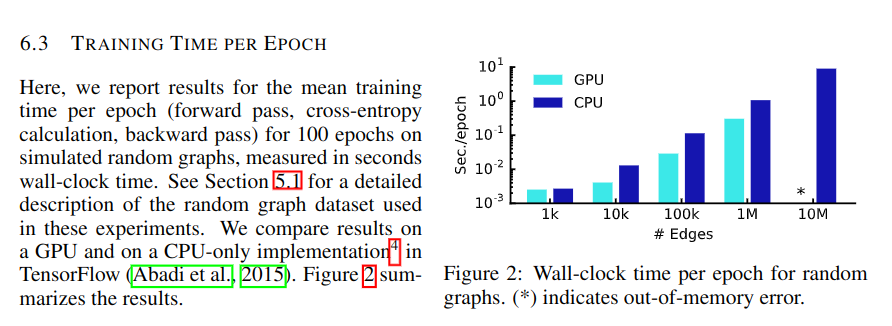 6.3 TRAINING TIME PER EPOCH
Here, we report results for the mean training
time per epoch (forward pass, cross-entropy
calculation, backward pass) for 100 epochs on
simulated random graphs, measured in seconds
wall-clock time. See Section 5.1 for a detailed
description of the random graph dataset used
in these experiments. We compare results on
a GPU and on a CPU-only implementation⁴ in
TensorFlow (Abadi et al., 2015). Figure 2 sum-
marizes the results.
10¹
10⁰
10⁻¹
10⁻²
10⁻³
Sec./epoch
GPU
CPU
*
1k 10k 100k 1M 10M
# Edges
Figure 2: Wall-clock time per epoch for random
graphs. (*) indicates out-of-memory error.